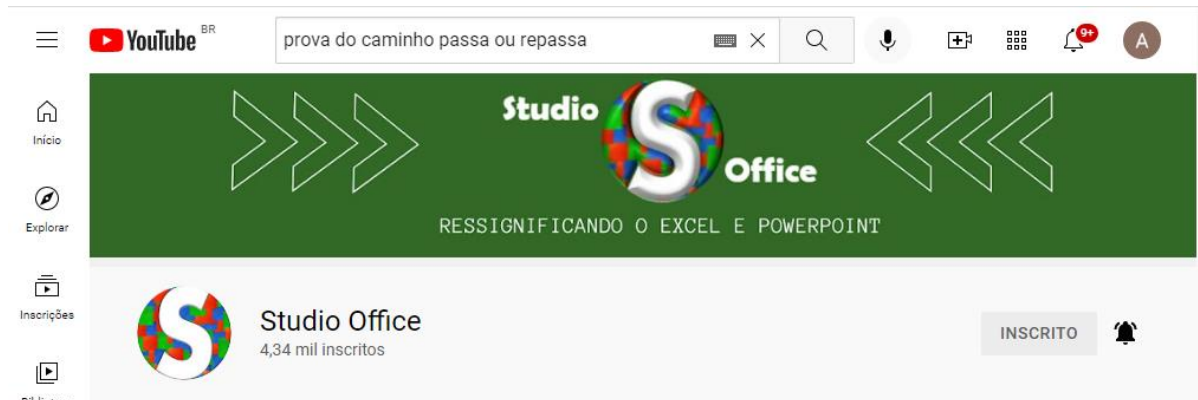 YouTube BR
prova do caminho passa ou repassa
9+
A
Início
Explorar
Inscrições
Studio
S
Office
RESSIGNIFICANDO O EXCEL E POWERPOINT
S
Studio Office
4,34 mil inscritos
INSCRITO